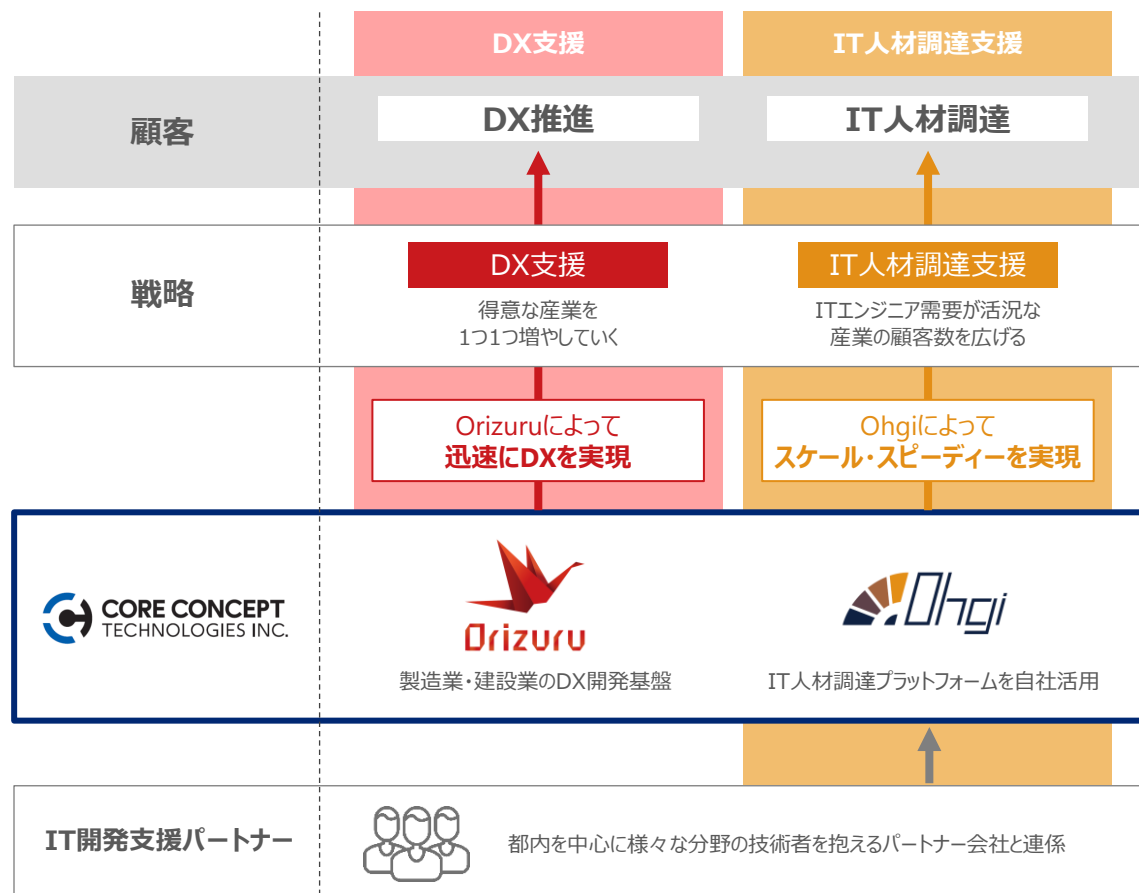 DX支援
IT人材調達支援
顧客
DX推進
IT人材調達
戦略
DX支援
得意な産業を
1つ1つ増やしていく
IT人材調達支援
ITエンジニア需要が活況な
産業の顧客数を広げる
Orizuruによって
迅速にDXを実現
Ohgiによって
スケール・スピーディーを実現
CORE CONCEPT
TECHNOLOGIES INC.
Orizuru
製造業・建設業のDX開発基盤
Ohgi
IT人材調達プラットフォームを自社活用
IT開発支援パートナー
都内を中心に様々な分野の技術者を抱えるパートナー会社と連係